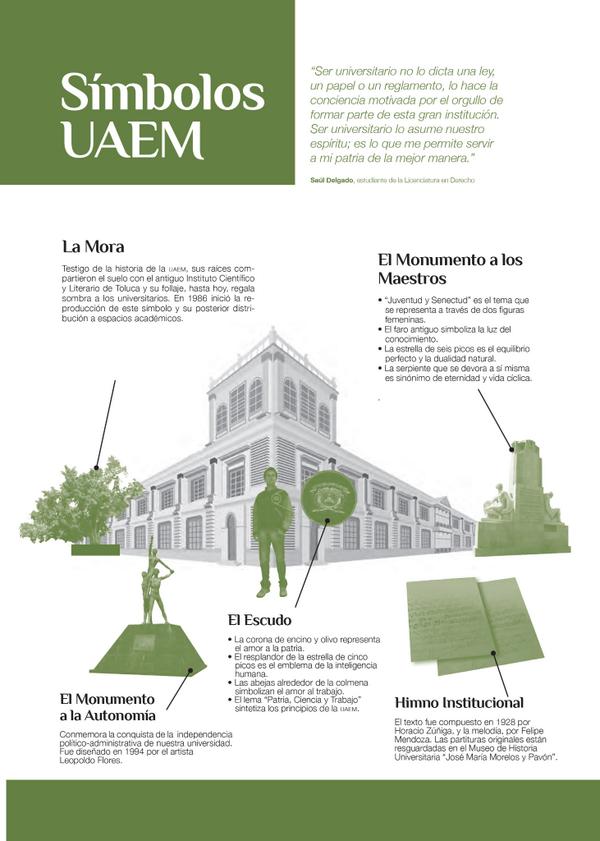 Símbolos
UAEM
“Ser universitario no lo dicta una ley,
un papel o un reglamento, lo hace la
conciencia motivada por el orgullo de
formar parte de esta gran institución.
Ser universitario lo asume nuestro
espíritu; es lo que me permite servir
a mi patria de la mejor manera.”
Saúl Delgado, estudiante de la Licenciatura en Derecho
La Mora
Testigo de la historia de la UAEM, sus raíces com-
partieron el suelo con el antiguo Instituto Científico
y Literario de Toluca y su follaje, hasta hoy, regala
sombra a los universitarios. En 1986 inició la re-
producción de este símbolo y su posterior distri-
bución a espacios académicos.
El Monumento a los
Maestros
• “Juventud y Senectud” es el tema que
se representa a través de dos figuras
femeninas.
• El faro antiguo simboliza la luz del
conocimiento.
• La estrella de seis picos es el equilibrio
perfecto y la dualidad natural.
• La serpiente que se devora a sí misma
es sinónimo de eternidad y vida cíclica.
El Escudo
• La corona de encino y olivo representa
el amor a la patria.
• El resplandor de la estrella de cinco
picos es el emblema de la inteligencia
humana.
• Las abejas alrededor de la colmena
simbolizan el amor al trabajo.
• El lema “Patria, Ciencia y Trabajo”
sintetiza los principios de la UAEM.
El Monumento
a la Autonomía
Conmemora la conquista de la independencia
político-administrativa de nuestra universidad.
Fue diseñado en 1994 por el artista
Leopoldo Flores.
Himno Institucional
El texto fue compuesto en 1928 por
Horacio Zúñiga, y la melodía, por Felipe
Mendoza. Las partituras originales están
resguardadas en el Museo de Historia
Universitaria “José María Morelos y Pavón”.